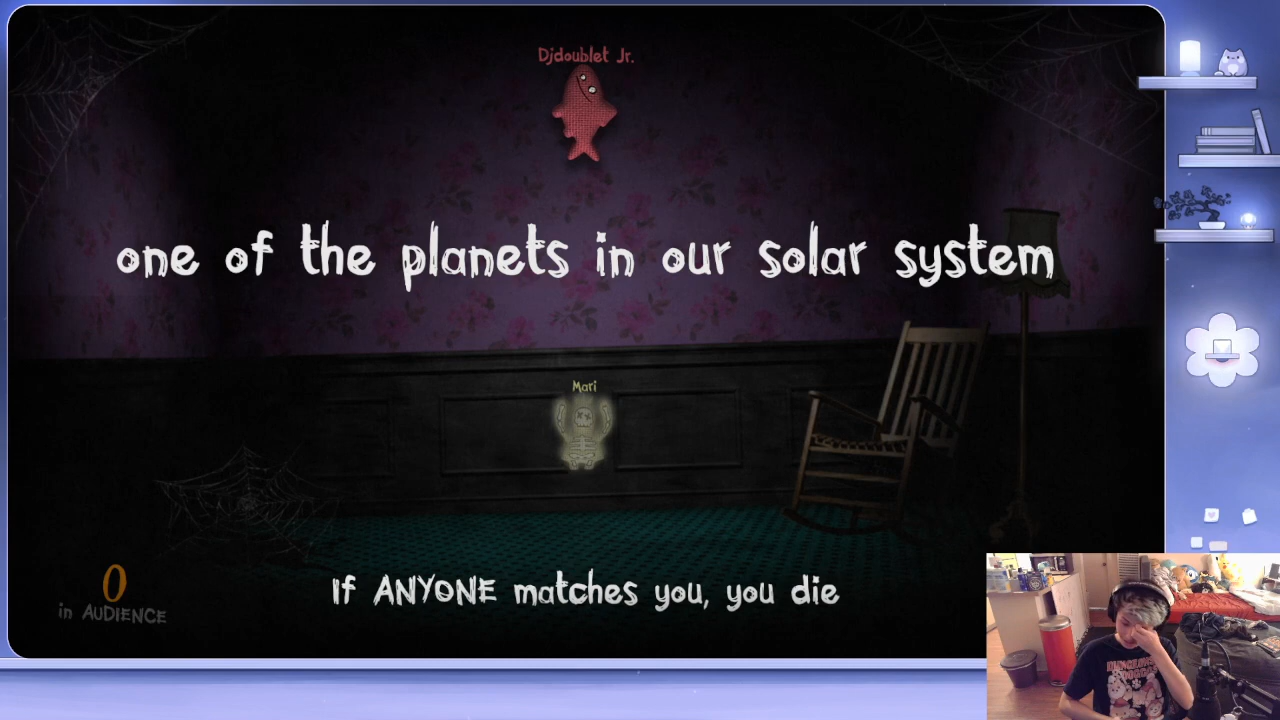 Djdoublet Jr.
one of the planets in our solar system
Mari
If ANYONE matches you, you die
0
in AUDIENCE